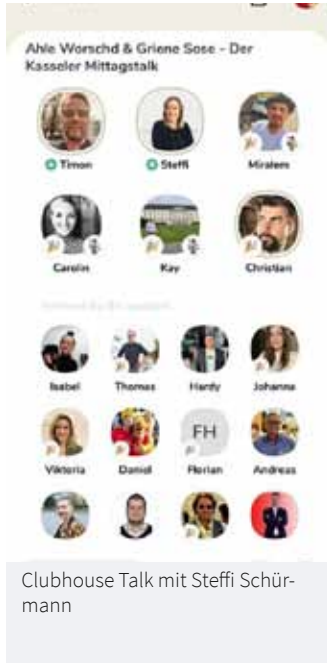 Ahle Worschd & Griene Sose - Der
Kasseler Mittagstalk
Timon Steffi Miralem
Carolin Kay Christian
Isabel Thomas Hardy Johanna
FH
Viktoria Daniel Florian Andreas
Clubhouse Talk mit Steffi Schür-
mann